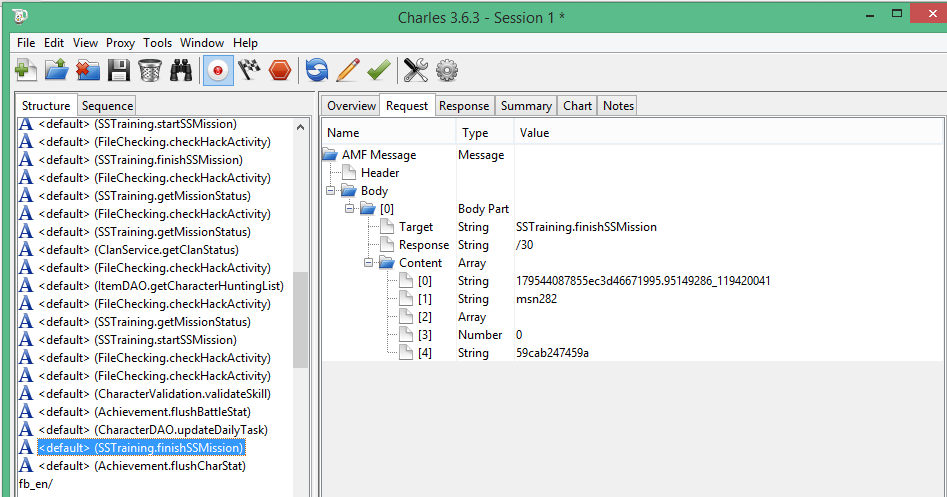 Charles 3.6.3 - Session 1 *
File Edit View Proxy Tools Window Help
Structure Sequence
<default> (SSTraining.startSSMission)
<default> (FileChecking.checkHackActivity)
<default> (SSTraining.finishSSMission)
<default> (FileChecking.checkHackActivity)
<default> (SSTraining.getMissionStatus)
<default> (FileChecking.checkHackActivity)
<default> (SSTraining.getMissionStatus)
<default> (ClanService.getClanStatus)
<default> (FileChecking.checkHackActivity)
<default> (ItemDAO.getCharacterHuntingList)
<default> (FileChecking.checkHackActivity)
<default> (SSTraining.getMissionStatus)
<default> (SSTraining.startSSMission)
<default> (FileChecking.checkHackActivity)
<default> (FileChecking.checkHackActivity)
<default> (CharacterValidation.validateSkill)
<default> (Achievement.flushBattleStat)
<default> (CharacterDAO.updateDailyTask)
<default> (SSTraining.finishSSMission)
<default> (Achievement.flushCharStat)
fb_en/
Overview Request Response Summary Chart Notes
Name Type Value
AMF Message Message
Header
Body
[0] Body Part
Target String SSTraining.finishSSMission
Response String /30
Content Array
[0] String 179544087855ec3d46671995.95149286_119420041
[1] String msn282
[2] Array
[3] Number 0
[4] String 59cab247459a